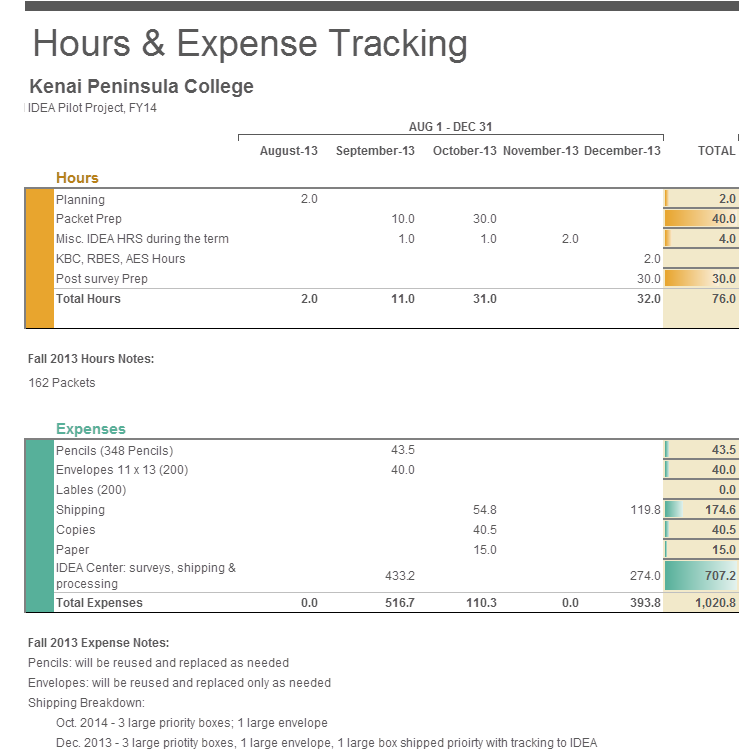 Hours & Expense Tracking
Kenai Peninsula College
IDEA Pilot Project, FY14
AUG 1 - DEC 31
August-13 September-13 October-13 November-13 December-13 TOTAL
Hours
Planning 2.0 2.0
Packet Prep 10.0 30.0 40.0
Misc. IDEA HRS during the term 1.0 1.0 2.0 4.0
KBC, RBES, AES Hours 2.0
Post survey Prep 30.0 30.0
Total Hours 2.0 11.0 31.0 32.0 76.0
Fall 2013 Hours Notes:
162 Packets
Expenses
Pencils (348 Pencils) 43.5 43.5
Envelopes 11 x 13 (200) 40.0 40.0
Lables (200) 0.0
Shipping 54.8 119.8 174.6
Copies 40.5 40.5
Paper 15.0 15.0
IDEA Center: surveys, shipping &
processing 433.2 274.0 707.2
Total Expenses 0.0 516.7 110.3 0.0 393.8 1,020.8
Fall 2013 Expense Notes:
Pencils: will be reused and replaced as needed
Envelopes: will be reused and replaced only as needed
Shipping Breakdown:
Oct. 2014 - 3 large priotity boxes; 1 large envelope
Dec. 2013 - 3 large priotity boxes, 1 large envelope, 1 large box shipped prioirty with tracking to IDEA